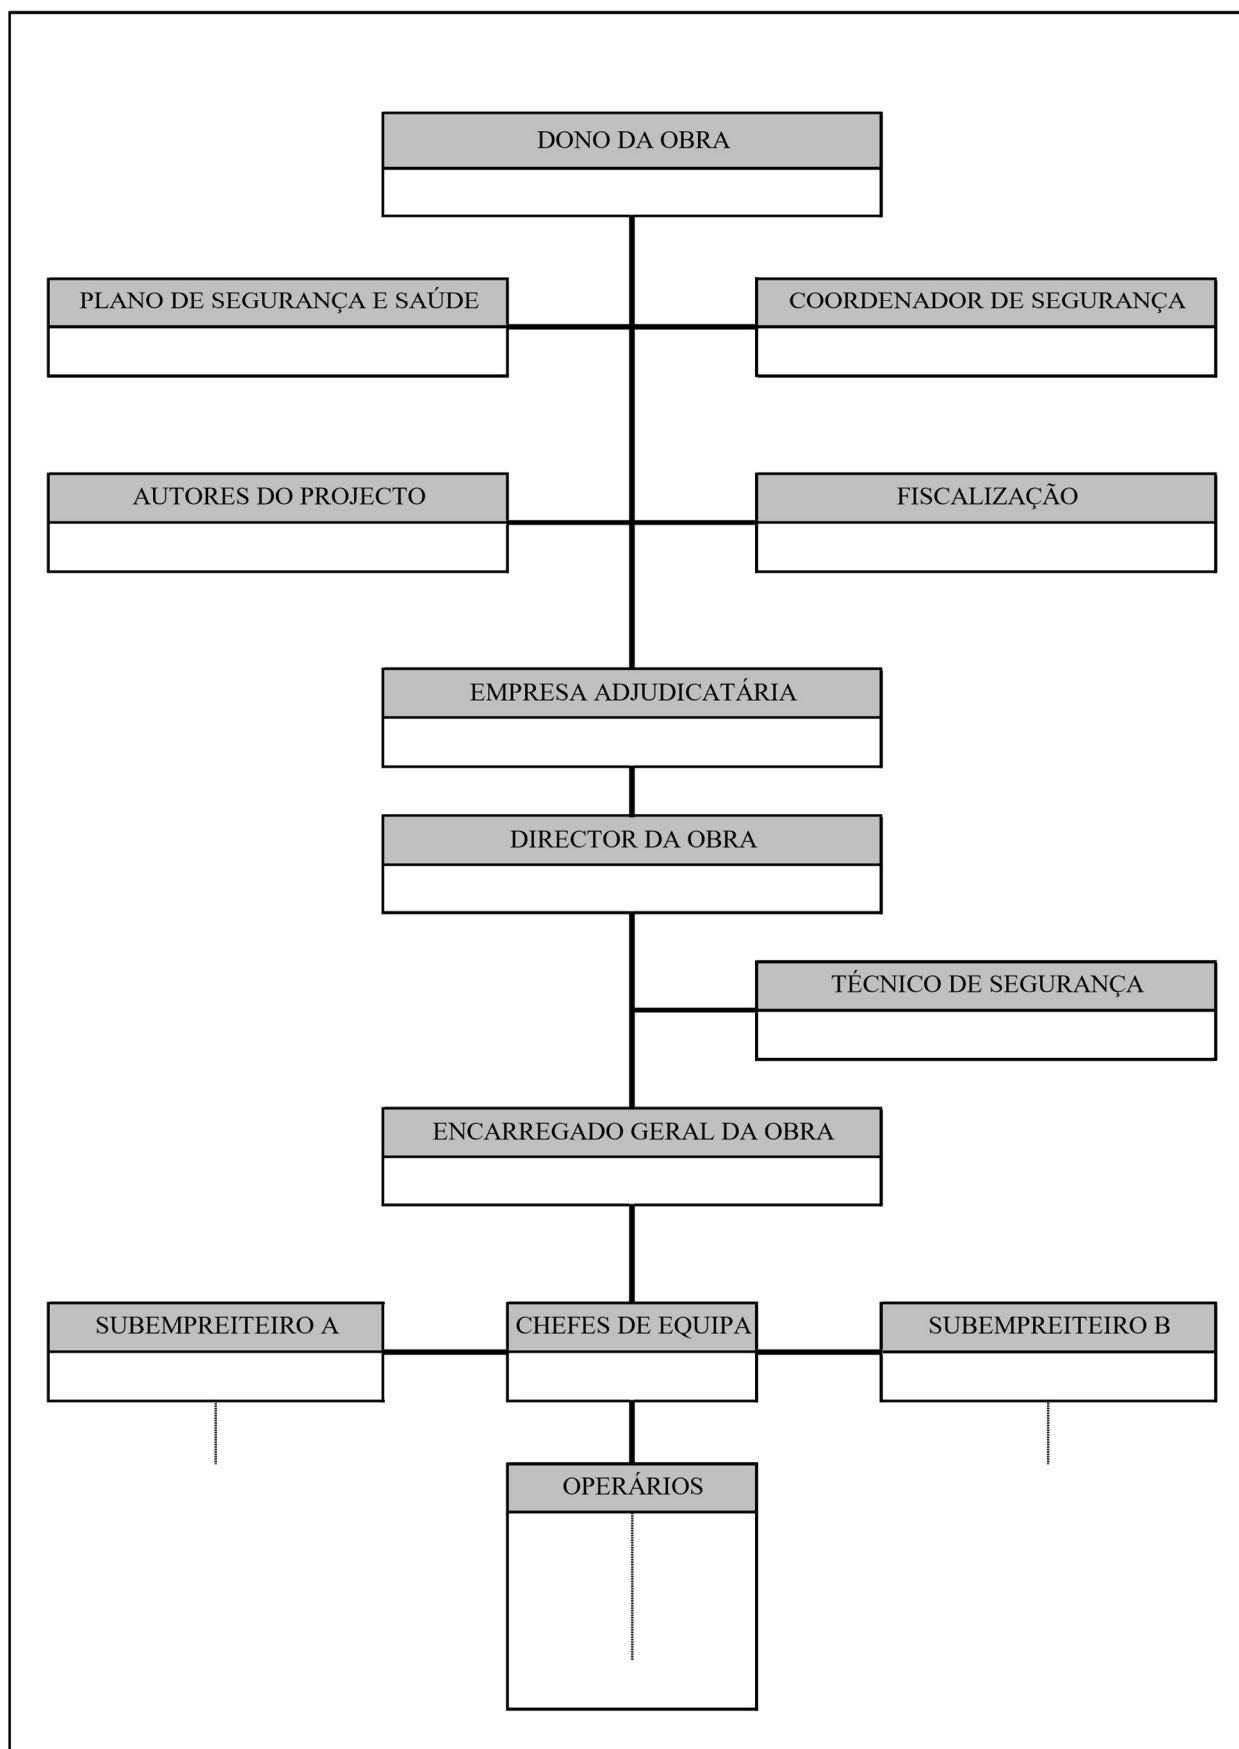 DONO DA OBRA
PLANO DE SEGURANÇA E SAÚDE
COORDENADOR DE SEGURANÇA
AUTORES DO PROJECTO
FISCALIZAÇÃO
EMPRESA ADJUDICATÁRIA
DIRECTOR DA OBRA
TÉCNICO DE SEGURANÇA
ENCARREGADO GERAL DA OBRA
SUBEMPREITEIRO A
CHEFES DE EQUIPA
SUBEMPREITEIRO B
OPERÁRIOS